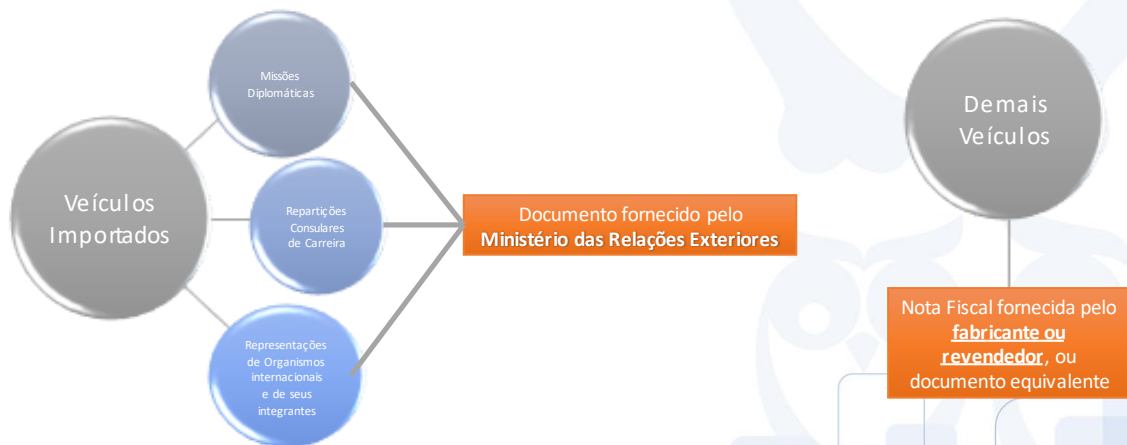 Veículos
Importados
Missões
Diplomáticas
Repartições
Consulares
de Carreira
Representações
de Organismos
internacionais
e de seus
integrantes
Documento fornecido pelo
Ministério das Relações Exteriores
Demais
Veículos
Nota Fiscal fornecida pelo
fabricante ou
revendedor, ou
documento equivalente